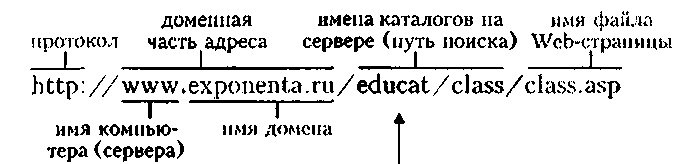 доменная имена каталогов на имя файла
протокол часть адреса сервере (путь поиска) Web-страницы
http://www.exponenta.ru/educat/class/class.asp
имя компью- имя домена
тера (сервера)